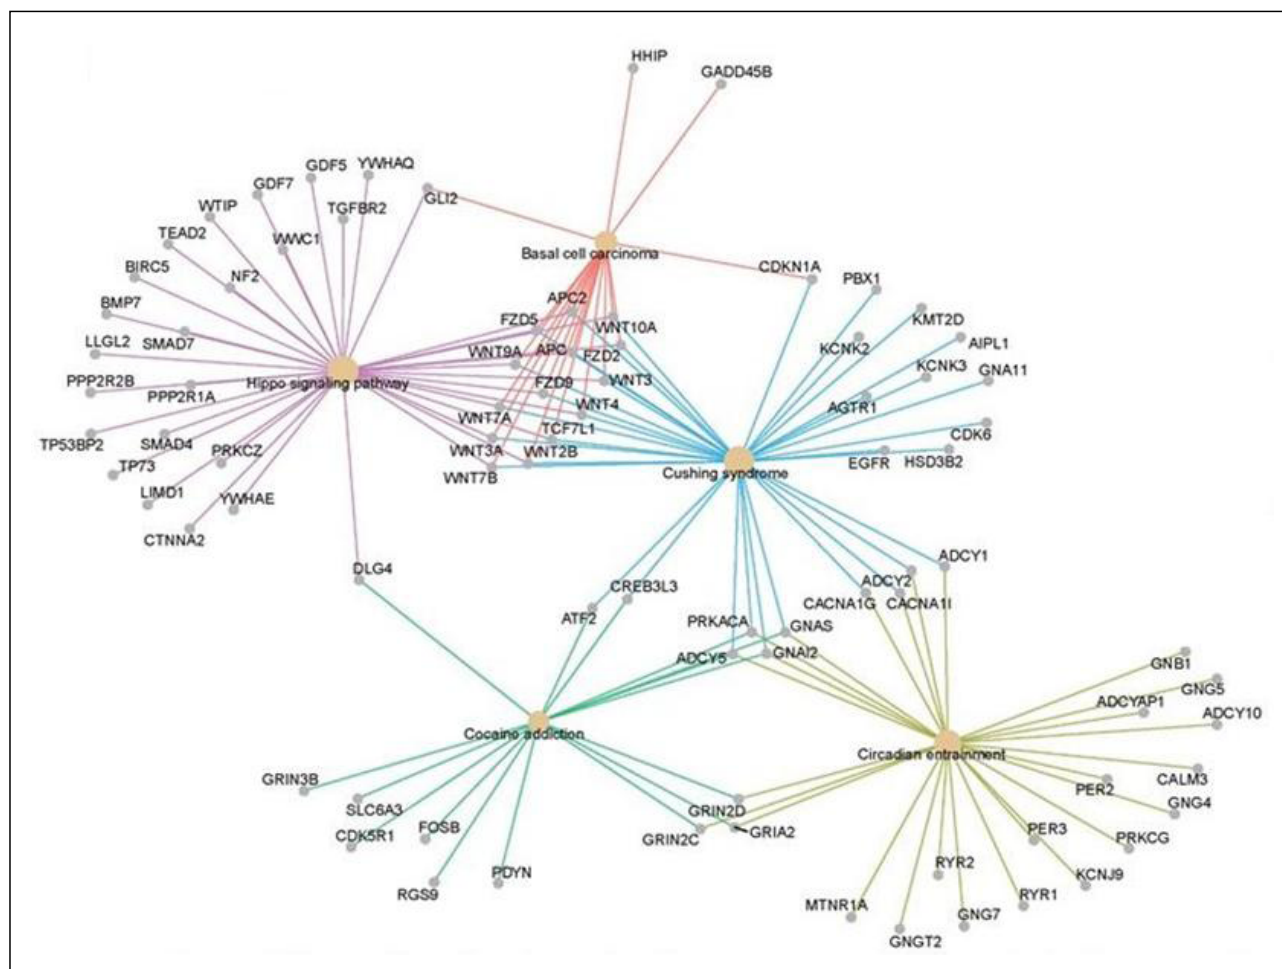 HHIP
GADD45B
GDF5 YWHAQ
GDF7
GLI2
WTIP
TGFBR2
TEAD2
WWC1
Basal cell carcinoma
BIRC5
CDKN1A
NF2
PBX1
BMP7
APC2
FZD5
WNT10A
KMT2D
LLGL2
SMAD7
WNT9A
APC
FZD2
KCNK2
AIPL1
PPP2R2B
Hippo signaling pathway
FZD9
WNT3
KCNK3
GNA11
PPP2R1A
WNT4
AGTR1
WNT7A
TCF7L1
TP53BP2
SMAD4
PRKCZ
WNT3A
WNT2B
CDK6
TP73
WNT7B
Cushing syndrome
EGFR
HSD3B2
LIMD1
YWHAE
CTNNA2
DLG4
ADCY1
CREB3L3
ADCY2
ATF2
CACNA1G
CACNA1I
PRKACA
GNAS
ADCY5
GNAI2
GNB1
GNG5
ADCYAP1
ADCY10
Cocaine addiction
Circadian entrainment
GRIN3B
CALM3
PER2
SLC6A3
GRIN2D
GNG4
CDK5R1
FOSB
GRIN2C
GRIA2
PER3
PRKCG
RYR2
PDYN
KCNJ9
RGS9
MTNR1A
RYR1
GNG7
GNGT2